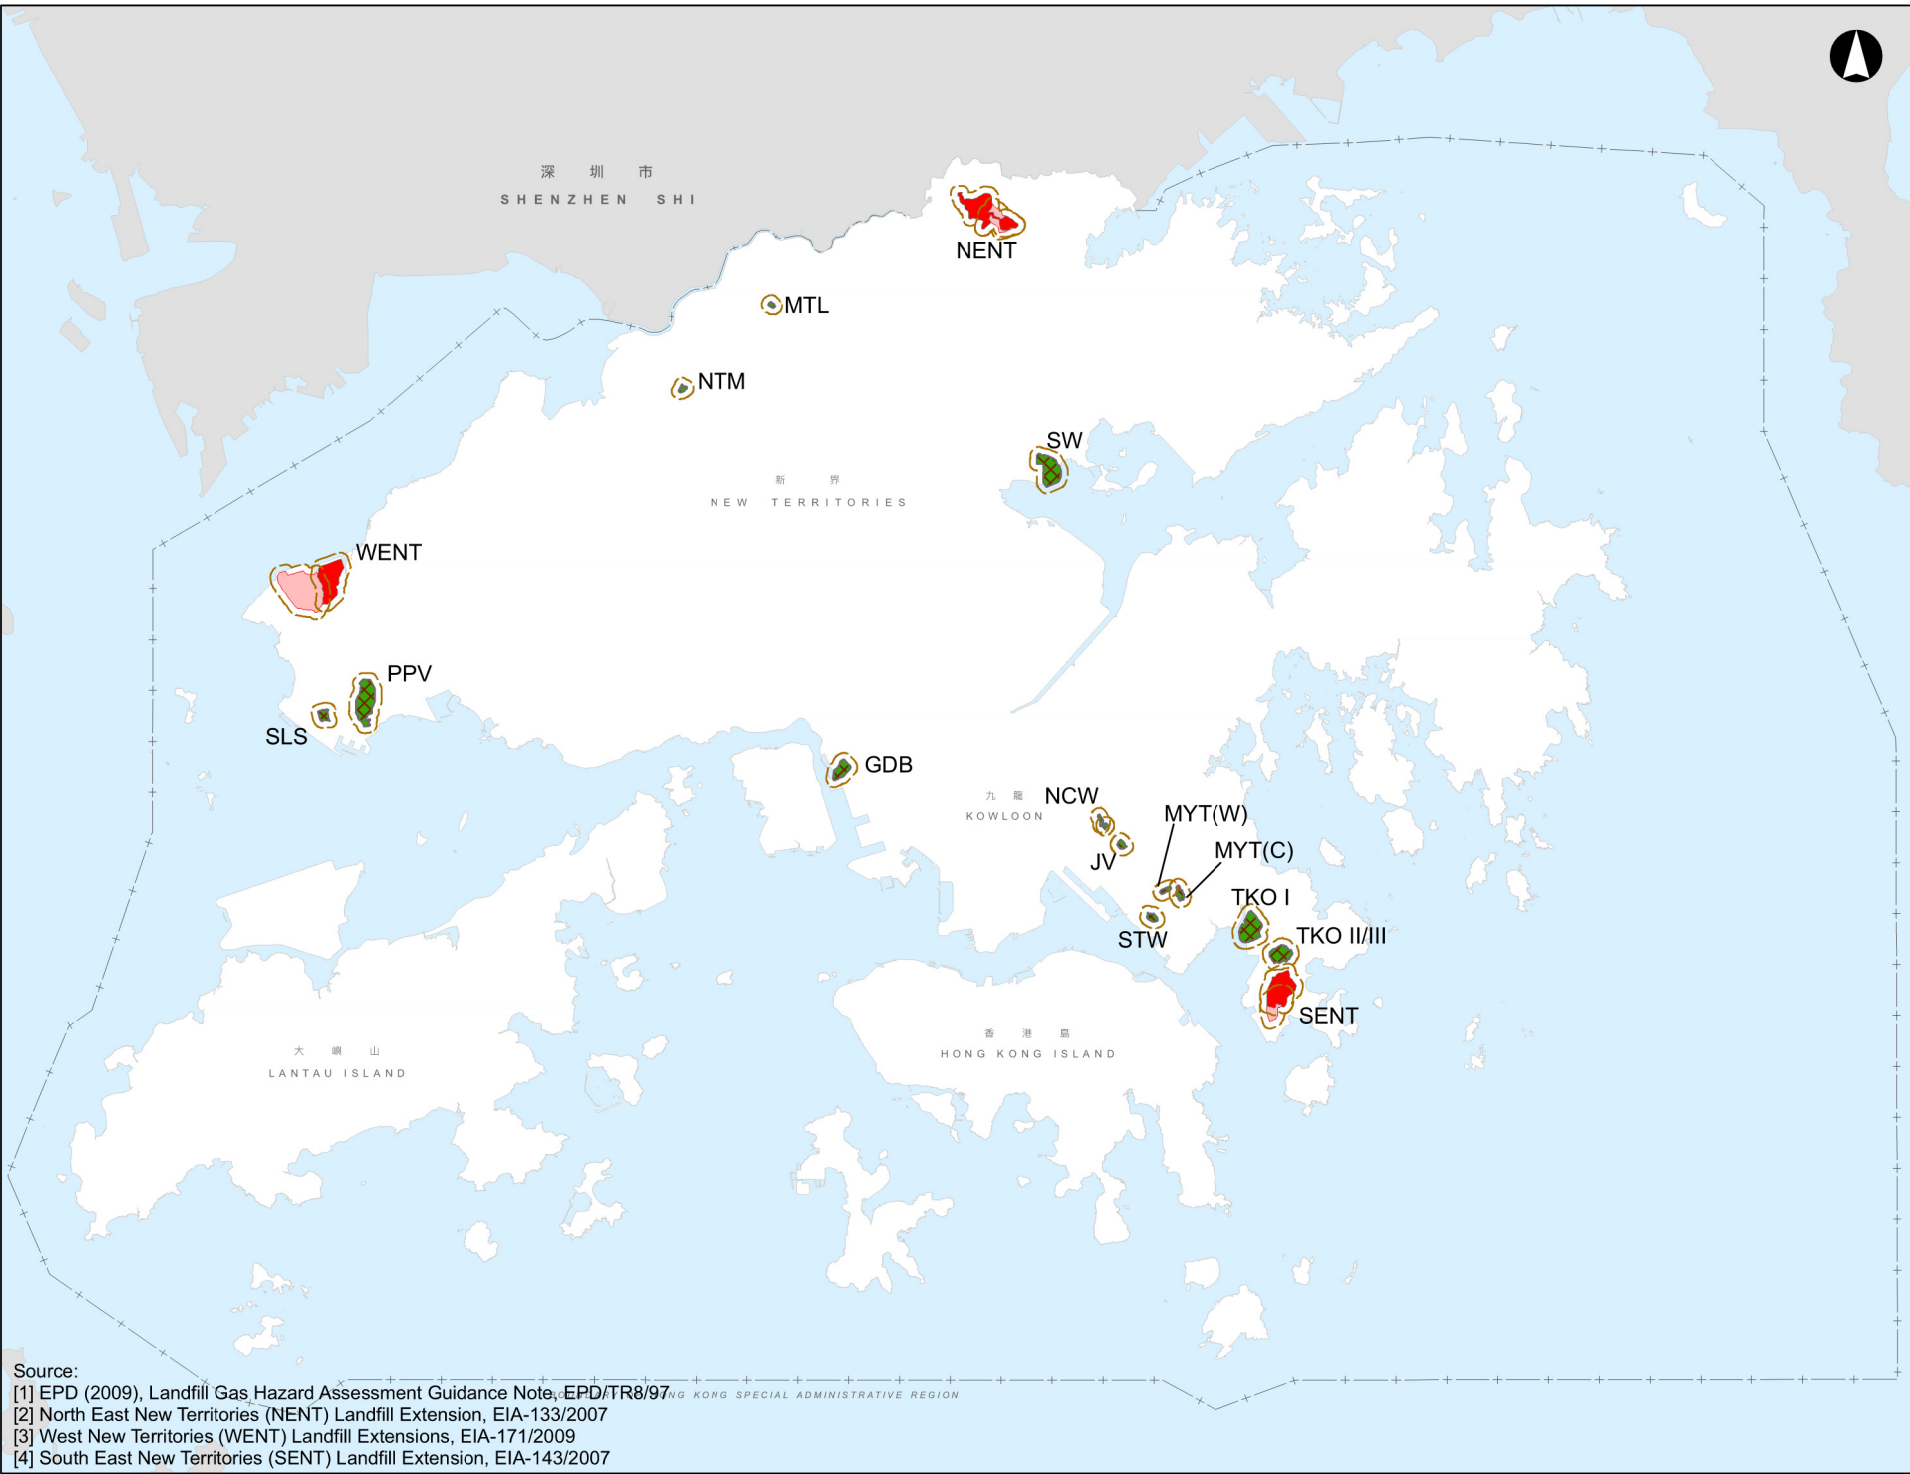 深 圳 市
SHENZHEN SHI
NENT
MTL
NTM
SW
新 界
NEW TERRITORIES
WENT
PPV
SLS
GDB
九 龍
KOWLOON
NCW
MYT(W)
JV
MYT(C)
TKO I
STW
TKO II/III
SENT
香 港 島
HONG KONG ISLAND
大 嶼 山
LANTAU ISLAND
Source:
[1] EPD (2009), Landfill Gas Hazard Assessment Guidance Note, EPD/TR8/97
KONG SPECIAL ADMINISTRATIVE REGION
[2] North East New Territories (NENT) Landfill Extension, EIA-133/2007
[3] West New Territories (WENT) Landfill Extensions, EIA-171/2009
[4] South East New Territories (SENT) Landfill Extension, EIA-143/2007